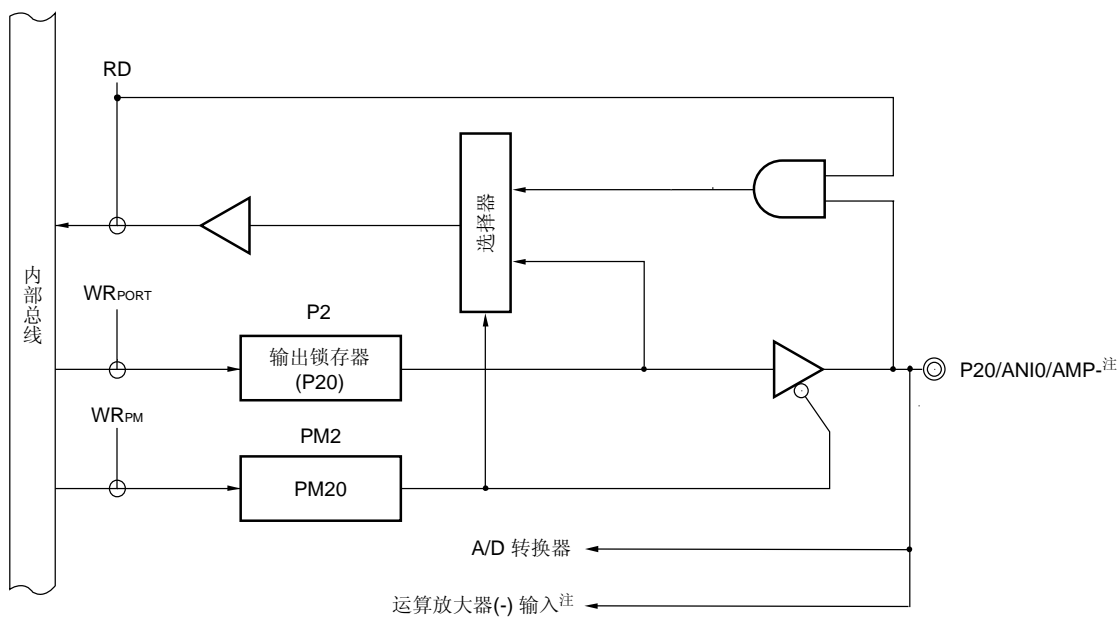 RD
选择器
内部总线
WRPORT
P2
输出锁存器
(P20)
P20/ANI0/AMP-注
WRPM
PM2
PM20
A/D 转换器
运算放大器(-) 输入注